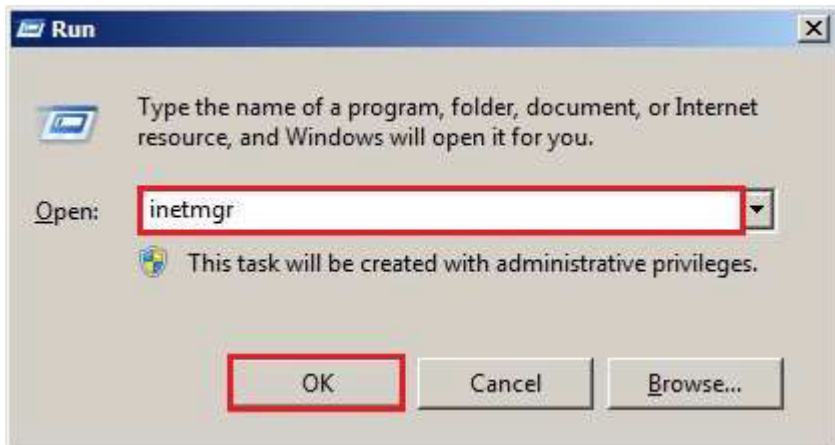 Run
Type the name of a program, folder, document, or Internet
resource, and Windows will open it for you.
Open: inetmgr
This task will be created with administrative privileges.
OK Cancel Browse...